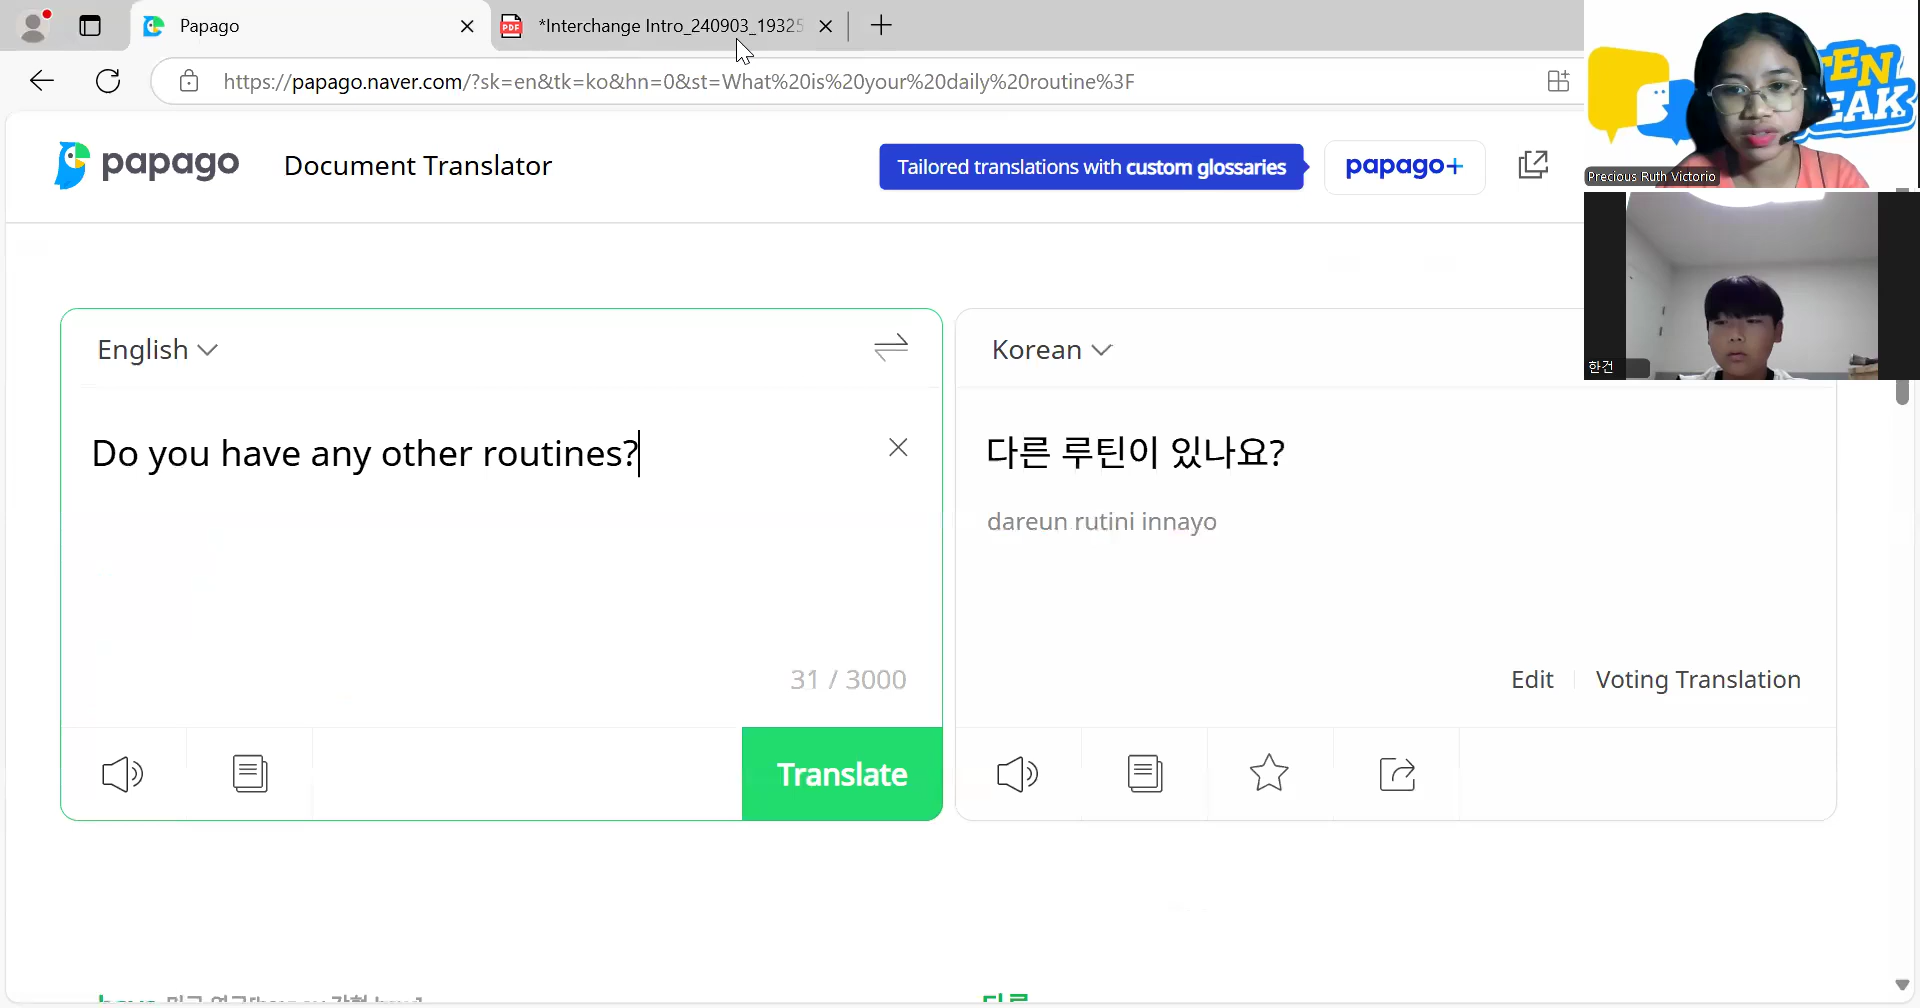 Papago
*Interchange Intro_240903_19325
https://papago.naver.com/?sk=en&tk=ko&hn=0&st=What%20is%20your%20daily%20routine%3F
papago
Document Translator
Tailored translations with custom glossaries
papago+
Precious Ruth Victorio
한건
English
Korean
Do you have any other routines?
다른 루틴이 있나요?
dareun rutini innayo
31 / 3000
Edit
Voting Translation
Translate